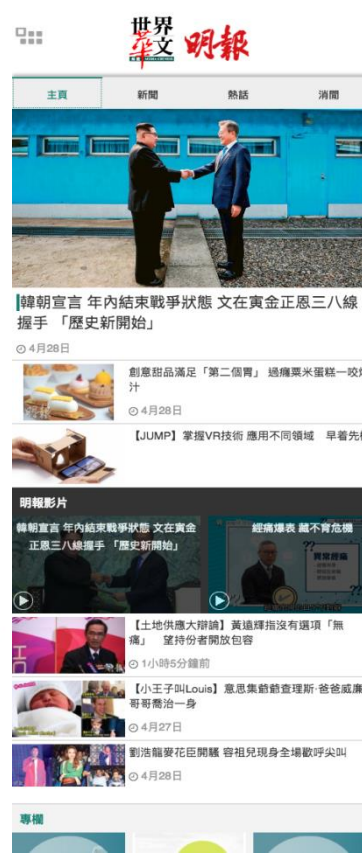 世界
華文
明報
主頁 新聞 熱話 消閒
韓朝宣言 年內結束戰爭狀態 文在寅金正恩三八線
握手 「歷史新開始」
4月28日
創意甜品滿足「第二個胃」 過癮粟米蛋糕一咬
汁
4月28日
【JUMP】掌握VR技術 應用不同領域 早着先
明報影片
韓朝宣言 年內結束戰爭狀態 文在寅金
正恩三八線握手 「歷史新開始」
經痛爆表 藏不育危機
異常經痛
【土地供應大辯論】黃遠輝指沒有選項「無
痛」 望持份者開放包容
1小時5分鐘前
【小王子叫Louis】意思集爺爺查理斯·爸爸威廉
哥哥喬治一身
4月27日
劉浩龍麥花臣開騷 容祖兒現身全場歡呼尖叫
4月28日
專欄